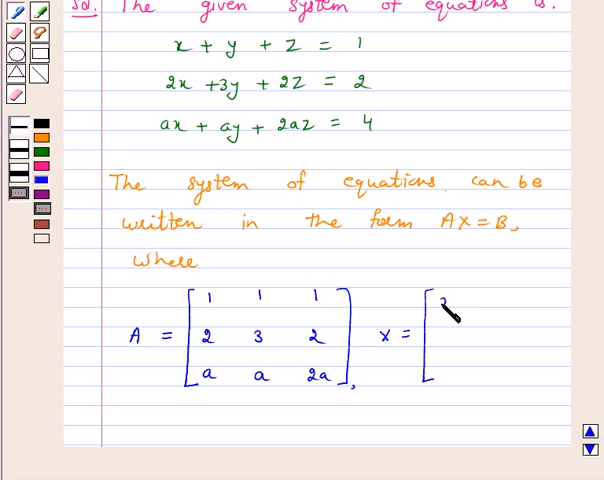 Sol. The given system of equations is.
x + y + z = 1
2x + 3y + 2z = 2
ax + ay + 2az = 4
The system of equations can be
written in the form AX = B,
where
A = [ 1 1 1
2 3 2
a a 2a ], X = [